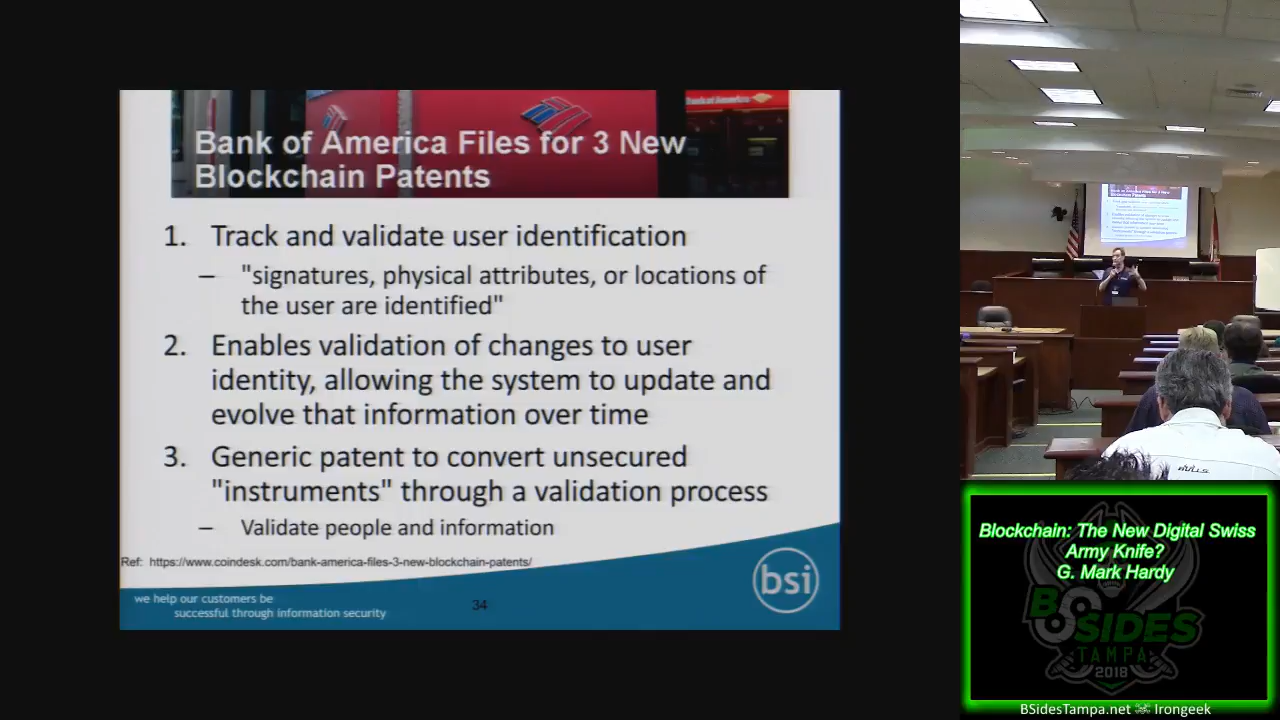 Bank of America
Bank of America Files for 3 New
Blockchain Patents
1. Track and validate user identification
– "signatures, physical attributes, or locations of
the user are identified"
2. Enables validation of changes to user
identity, allowing the system to update and
evolve that information over time
3. Generic patent to convert unsecured
"instruments" through a validation process
– Validate people and information
Ref: https://www.coindesk.com/bank-america-files-3-new-blockchain-patents/
we help our customers be
successful through information security
34
bsi
Blockchain: The New Digital Swiss
Army Knife?
G. Mark Hardy
BSIDES
TAMPA
2018
BSidesTampa.net Irongeek